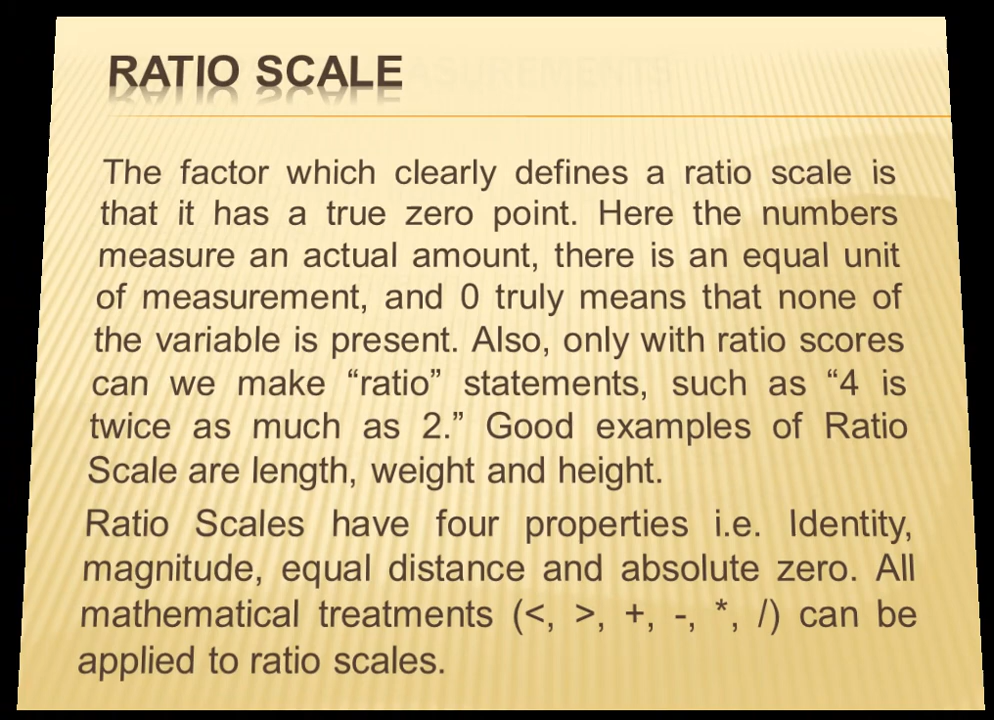 RATIO SCALE
The factor which clearly defines a ratio scale is
that it has a true zero point. Here the numbers
measure an actual amount, there is an equal unit
of measurement, and 0 truly means that none of
the variable is present. Also, only with ratio scores
can we make “ratio” statements, such as “4 is
twice as much as 2.” Good examples of Ratio
Scale are length, weight and height.
Ratio Scales have four properties i.e. Identity,
magnitude, equal distance and absolute zero. All
mathematical treatments (<, >, +, -, *, /) can be
applied to ratio scales.